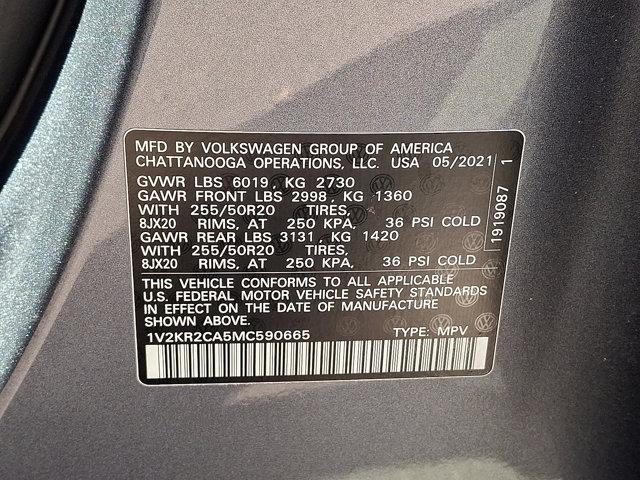 MFD BY VOLKSWAGEN GROUP OF AMERICA
CHATTANOOGA OPERATIONS, LLC. USA 05/2021
GVWR LBS 6019, KG 2730
GAWR FRONT LBS 2998, KG 1360
WITH 255/50R20 TIRES,
8JX20 RIMS, AT 250 KPA, 36 PSI COLD
GAWR REAR LBS 3131, KG 1420
WITH 255/50R20 TIRES,
8JX20 RIMS, AT 250 KPA, 36 PSI COLD
THIS VEHICLE CONFORMS TO ALL APPLICABLE
U.S. FEDERAL MOTOR VEHICLE SAFETY STANDARDS
IN EFFECT ON THE DATE OF MANUFACTURE
SHOWN ABOVE
1V2KR2CA5MC590665 TYPE: MPV
1919087 1